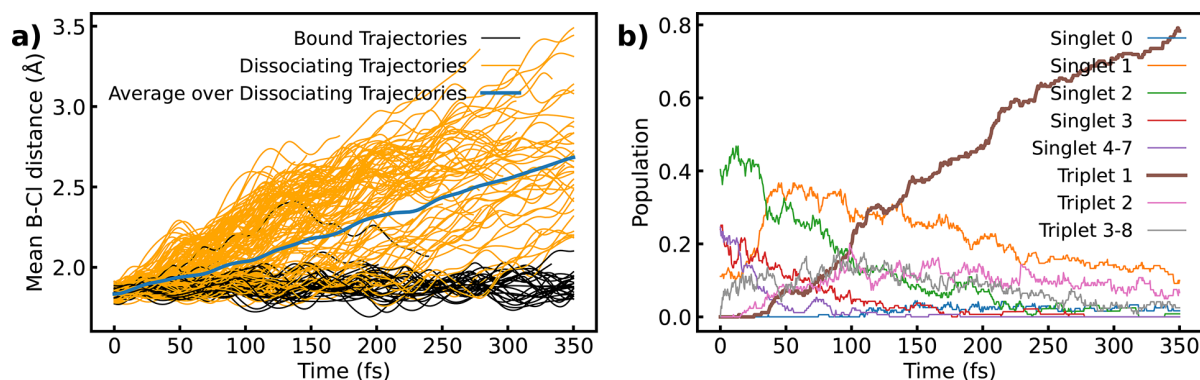 a)
Mean B-Cl distance (Å)
3.5
3.0
2.5
2.0
Bound Trajectories
Dissociating Trajectories
Average over Dissociating Trajectories
0 50 100 150 200 250 300 350
Time (fs)
b)
Population
0.8
0.6
0.4
0.2
0.0
Singlet 0
Singlet 1
Singlet 2
Singlet 3
Singlet 4-7
Triplet 1
Triplet 2
Triplet 3-8
0 50 100 150 200 250 300 350
Time (fs)